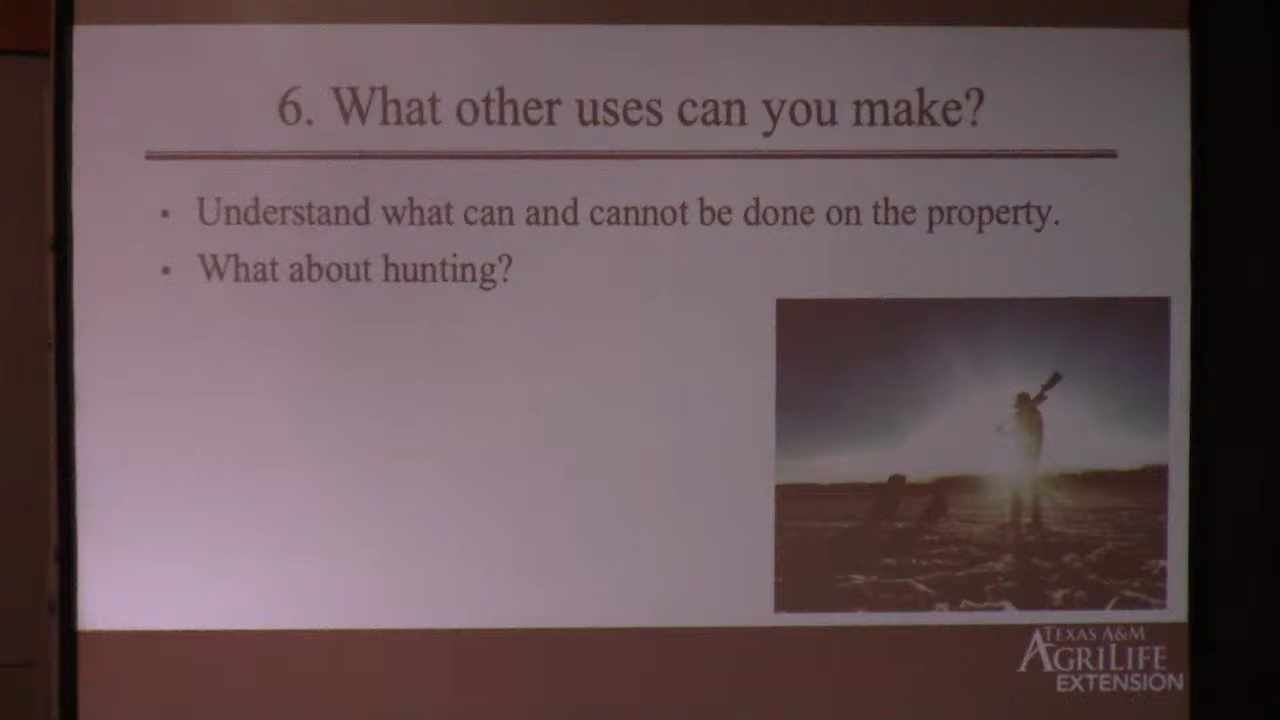 6. What other uses can you make?
▪ Understand what can and cannot be done on the property.
▪ What about hunting?
TEXAS A&M
AGRILIFE
EXTENSION